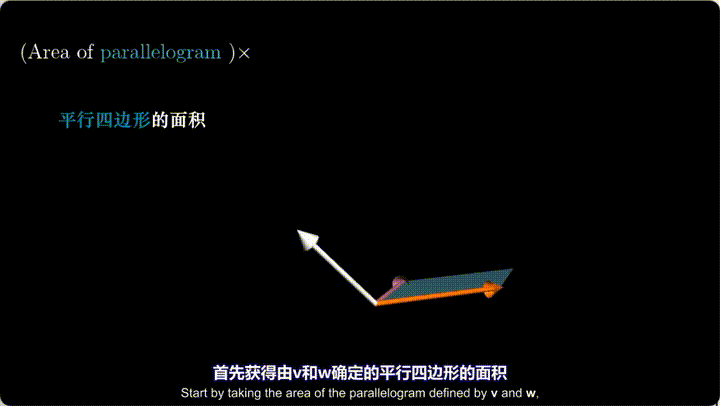 (Area of parallelogram )×
平行四边形的面积
首先获得由v和w确定的平行四边形的面积
Start by taking the area of the parallelogram defined by v and w,